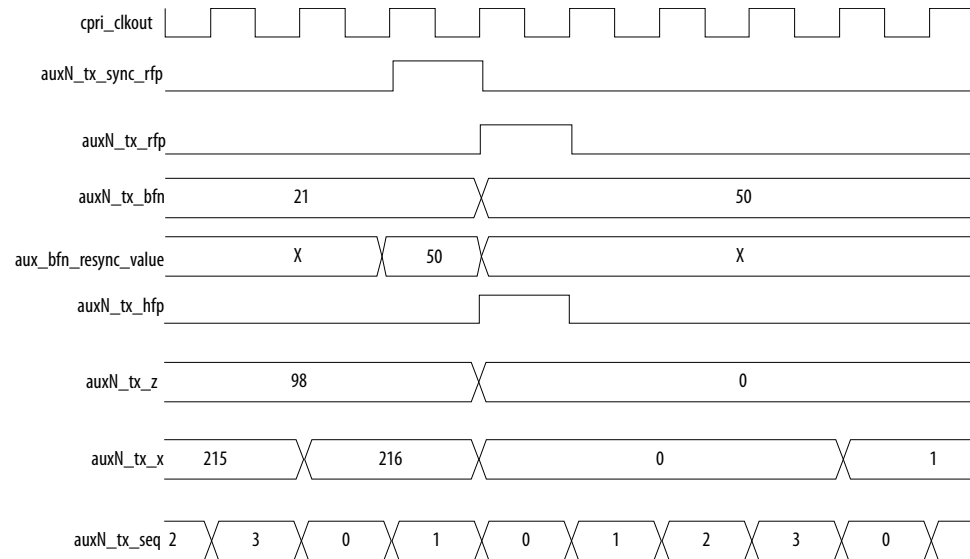 cpri_clkout
auxN_tx_sync_rfp
auxN_tx_rfp
auxN_tx_bfn 21 50
aux_bfn_resync_value X 50 X
auxN_tx_hfp
auxN_tx_z 98 0
auxN_tx_x 215 216 0 1
auxN_tx_seq 2 3 0 1 0 1 2 3 0